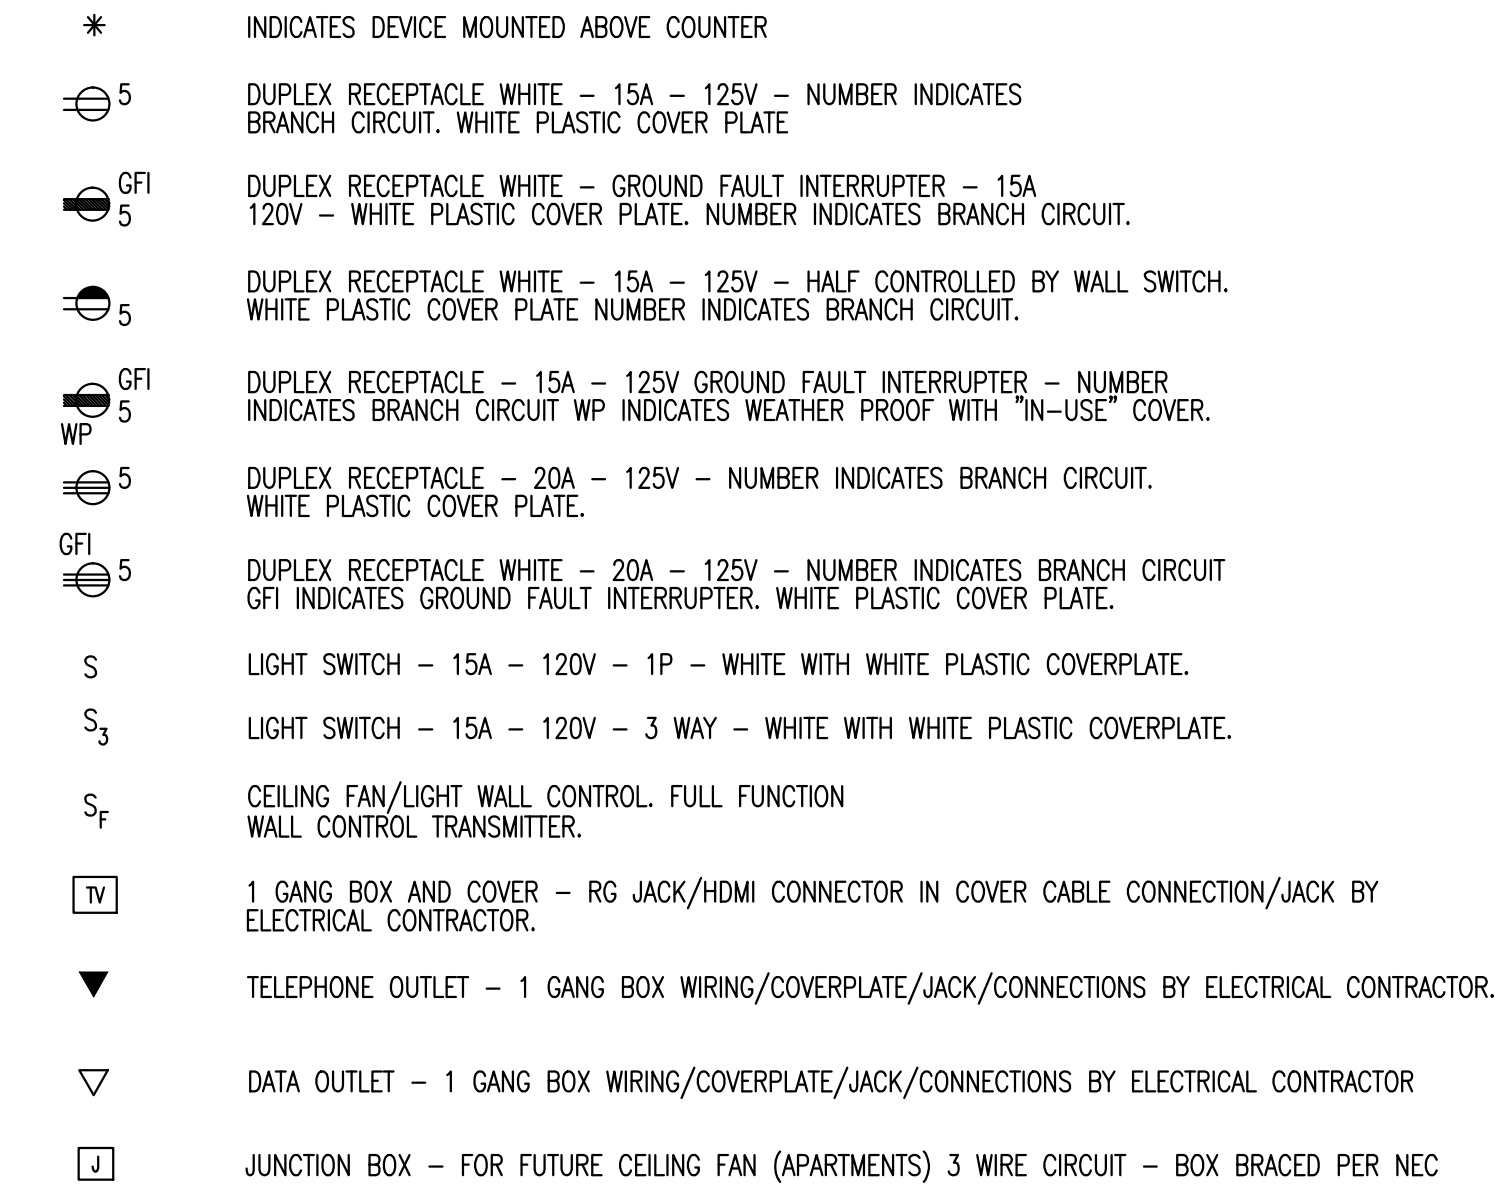 * INDICATES DEVICE MOUNTED ABOVE COUNTER
5 DUPLEX RECEPTACLE WHITE – 15A – 125V – NUMBER INDICATES
BRANCH CIRCUIT. WHITE PLASTIC COVER PLATE
GFI DUPLEX RECEPTACLE WHITE – GROUND FAULT INTERRUPTER – 15A
5 120V – WHITE PLASTIC COVER PLATE. NUMBER INDICATES BRANCH CIRCUIT.
DUPLEX RECEPTACLE WHITE – 15A – 125V – HALF CONTROLLED BY WALL SWITCH.
5 WHITE PLASTIC COVER PLATE NUMBER INDICATES BRANCH CIRCUIT.
GFI DUPLEX RECEPTACLE – 15A – 125V GROUND FAULT INTERRUPTER – NUMBER
5 INDICATES BRANCH CIRCUIT WP INDICATES WEATHER PROOF WITH "IN–USE" COVER.
WP
5 DUPLEX RECEPTACLE – 20A – 125V – NUMBER INDICATES BRANCH CIRCUIT.
WHITE PLASTIC COVER PLATE.
GFI
5 DUPLEX RECEPTACLE WHITE – 20A – 125V – NUMBER INDICATES BRANCH CIRCUIT
GFI INDICATES GROUND FAULT INTERRUPTER. WHITE PLASTIC COVER PLATE.
S LIGHT SWITCH – 15A – 120V – 1P – WHITE WITH WHITE PLASTIC COVERPLATE.
S3 LIGHT SWITCH – 15A – 120V – 3 WAY – WHITE WITH WHITE PLASTIC COVERPLATE.
SF CEILING FAN/LIGHT WALL CONTROL. FULL FUNCTION
WALL CONTROL TRANSMITTER.
TV 1 GANG BOX AND COVER – RG JACK/HDMI CONNECTOR IN COVER CABLE CONNECTION/JACK BY
ELECTRICAL CONTRACTOR.
TELEPHONE OUTLET – 1 GANG BOX WIRING/COVERPLATE/JACK/CONNECTIONS BY ELECTRICAL CONTRACTOR.
DATA OUTLET – 1 GANG BOX WIRING/COVERPLATE/JACK/CONNECTIONS BY ELECTRICAL CONTRACTOR
J JUNCTION BOX – FOR FUTURE CEILING FAN (APARTMENTS) 3 WIRE CIRCUIT – BOX BRACED PER NEC